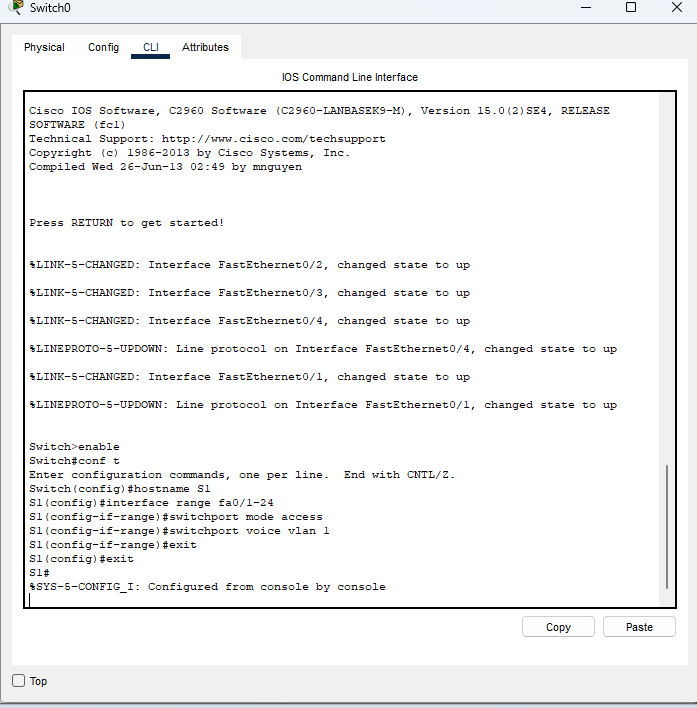 Switch0
Physical Config CLI Attributes
IOS Command Line Interface
Cisco IOS Software, C2960 Software (C2960-LANBASEK9-M), Version 15.0(2)SE4, RELEASE
SOFTWARE (fc1)
Technical Support: http://www.cisco.com/techsupport
Copyright (c) 1986-2013 by Cisco Systems, Inc.
Compiled Wed 26-Jun-13 02:49 by mnguyen
Press RETURN to get started!
%LINK-5-CHANGED: Interface FastEthernet0/2, changed state to up
%LINK-5-CHANGED: Interface FastEthernet0/3, changed state to up
%LINK-5-CHANGED: Interface FastEthernet0/4, changed state to up
%LINEPROTO-5-UPDOWN: Line protocol on Interface FastEthernet0/4, changed state to up
%LINK-5-CHANGED: Interface FastEthernet0/1, changed state to up
%LINEPROTO-5-UPDOWN: Line protocol on Interface FastEthernet0/1, changed state to up
Switch>enable
Switch#conf t
Enter configuration commands, one per line.  End with CNTL/Z.
Switch(config)#hostname S1
S1(config)#interface range fa0/1-24
S1(config-if-range)#switchport mode access
S1(config-if-range)#switchport voice vlan 1
S1(config-if-range)#exit
S1(config)#exit
S1#
%SYS-5-CONFIG_I: Configured from console by console
Copy Paste
Top